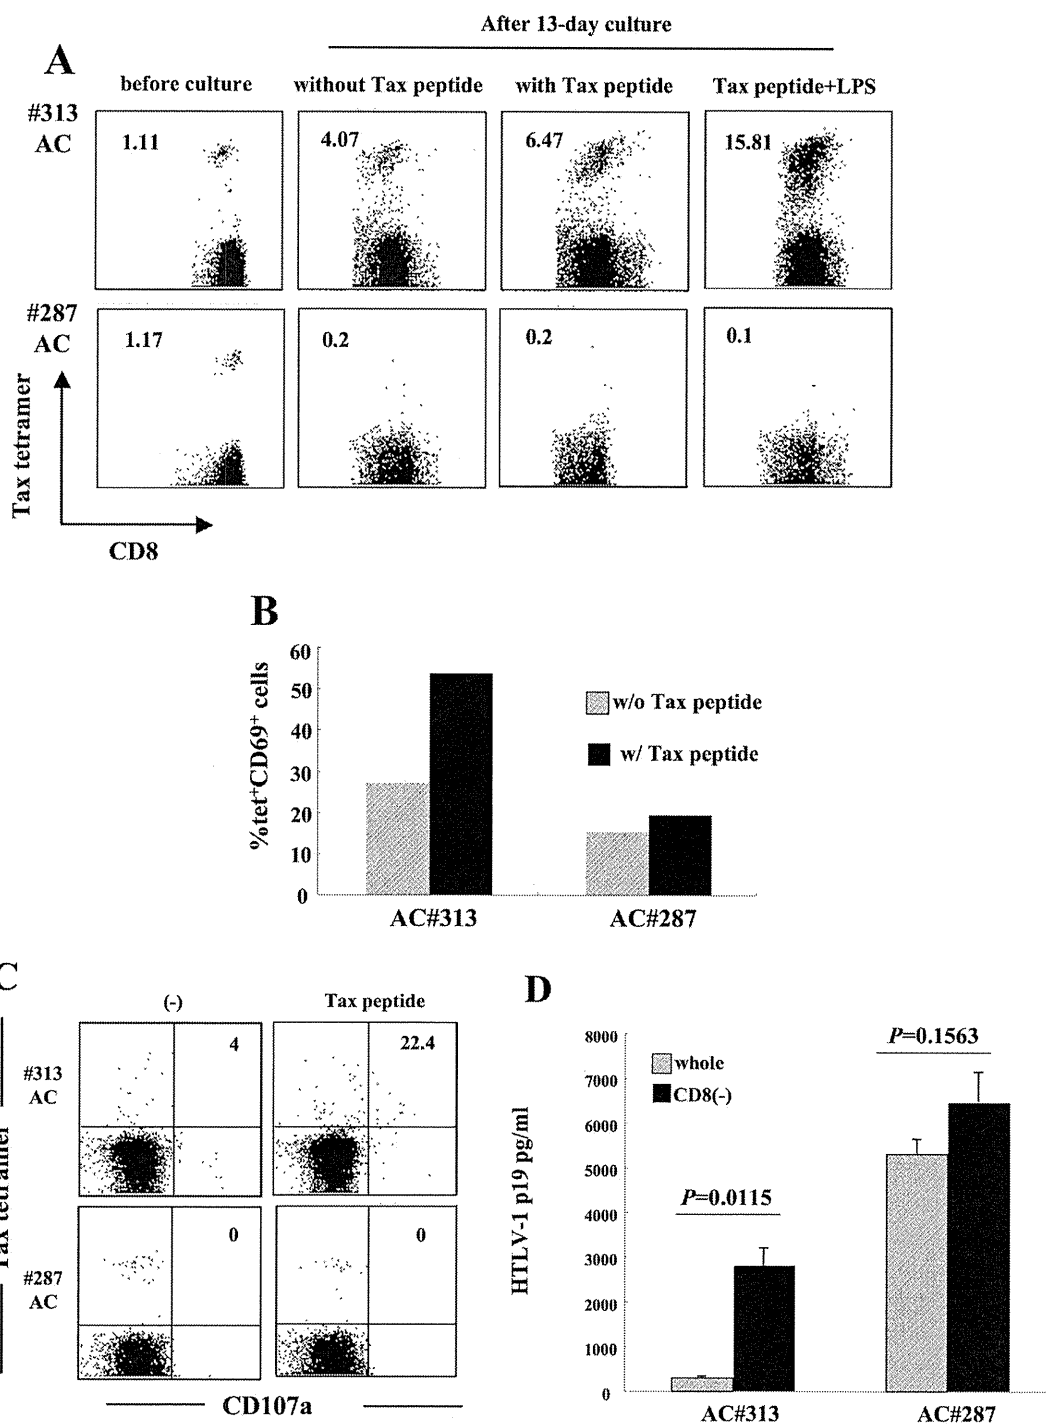 After 13-day culture
A
before culture
without Tax peptide
with Tax peptide
Tax peptide+LPS
#313
AC
1.11
4.07
6.47
15.81
#287
AC
1.17
0.2
0.2
0.1
Tax tetramer
CD8
B
%tet+CD69+ cells
60
50
40
30
20
10
0
w/o Tax peptide
w/ Tax peptide
AC#313
AC#287
C
(-)
Tax peptide
#313
AC
4
22.4
#287
AC
0
0
Tax tetramer
CD107a
D
HTLV-1 p19 pg/ml
8000
7000
6000
5000
4000
3000
2000
1000
0
whole
CD8(-)
P=0.0115
P=0.1563
AC#313
AC#287